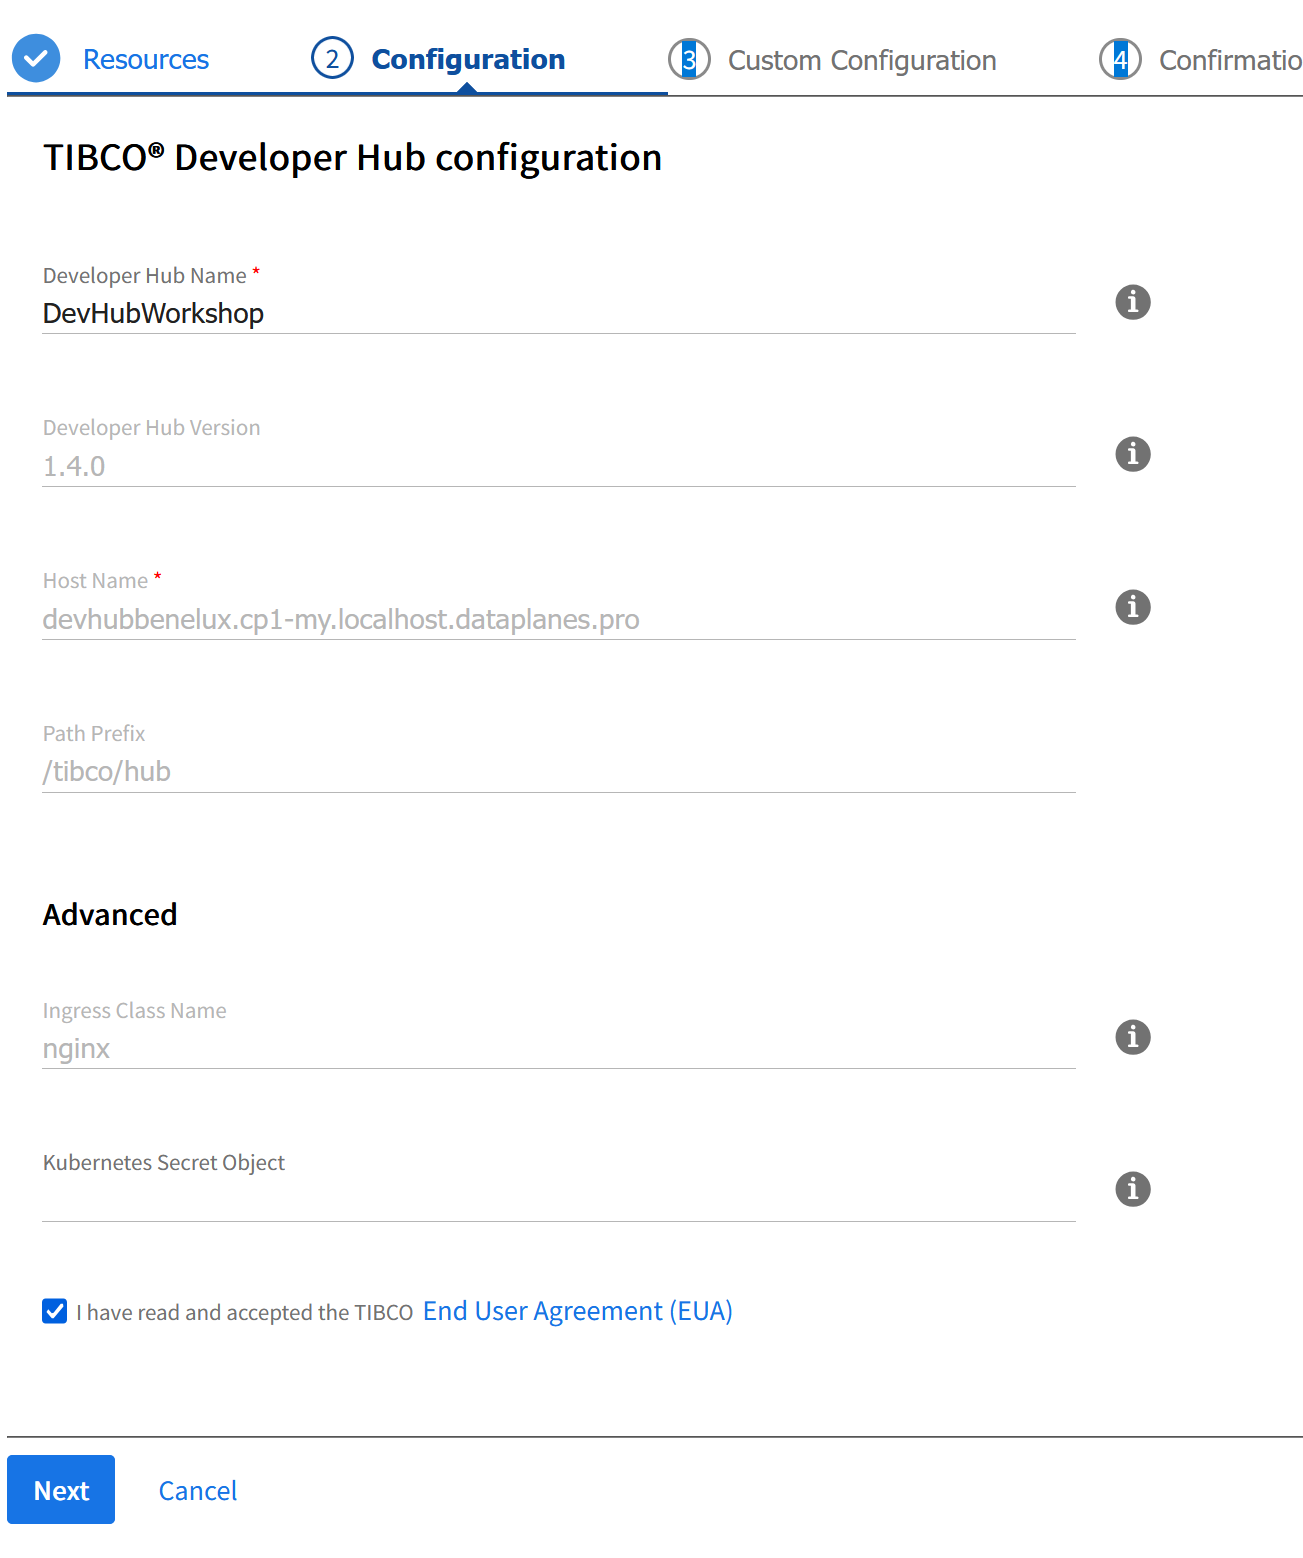 Resources 2 Configuration 3 Custom Configuration 4 Confirmatio
TIBCO® Developer Hub configuration
Developer Hub Name *
DevHubWorkshop
Developer Hub Version
1.4.0
Host Name *
devhubbenelux.cp1-my.localhost.dataplanes.pro
Path Prefix
/tibco/hub
Advanced
Ingress Class Name
nginx
Kubernetes Secret Object
I have read and accepted the TIBCO End User Agreement (EUA)
Next Cancel